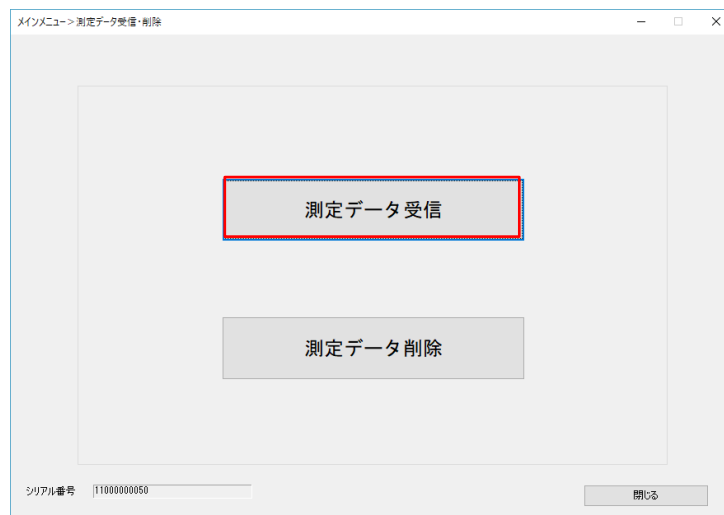 メインメニュー＞測定データ受信・削除
測定データ受信
測定データ削除
シリアル番号 11000000050
閉じる